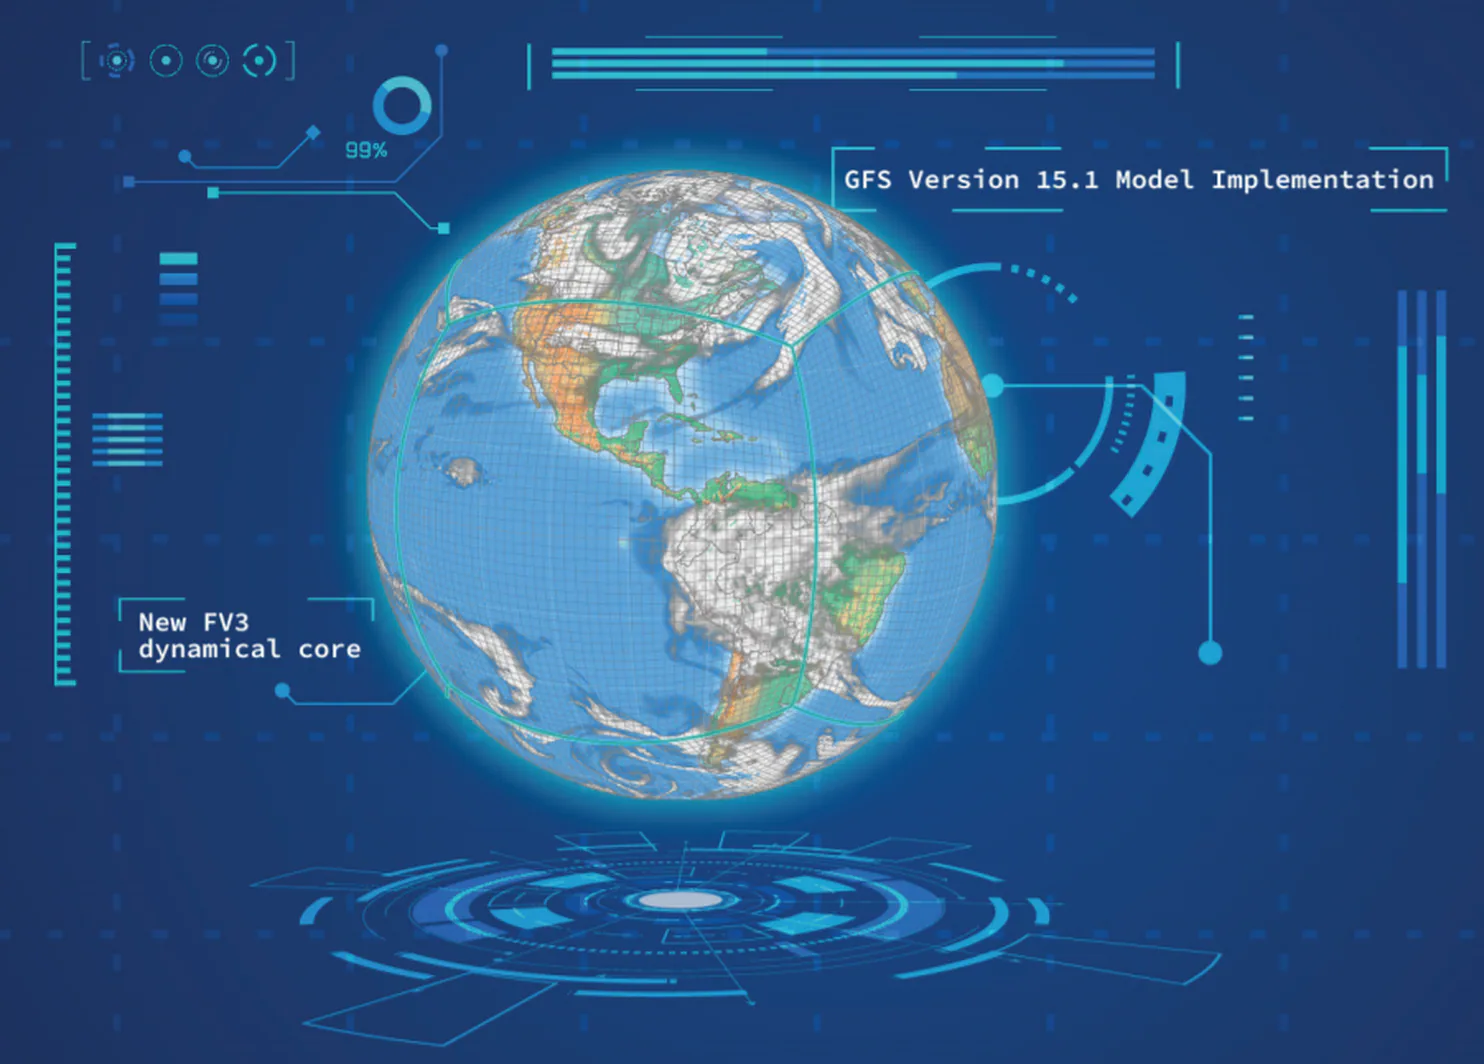 99%
GFS Version 15.1 Model Implementation
New FV3
dynamical core